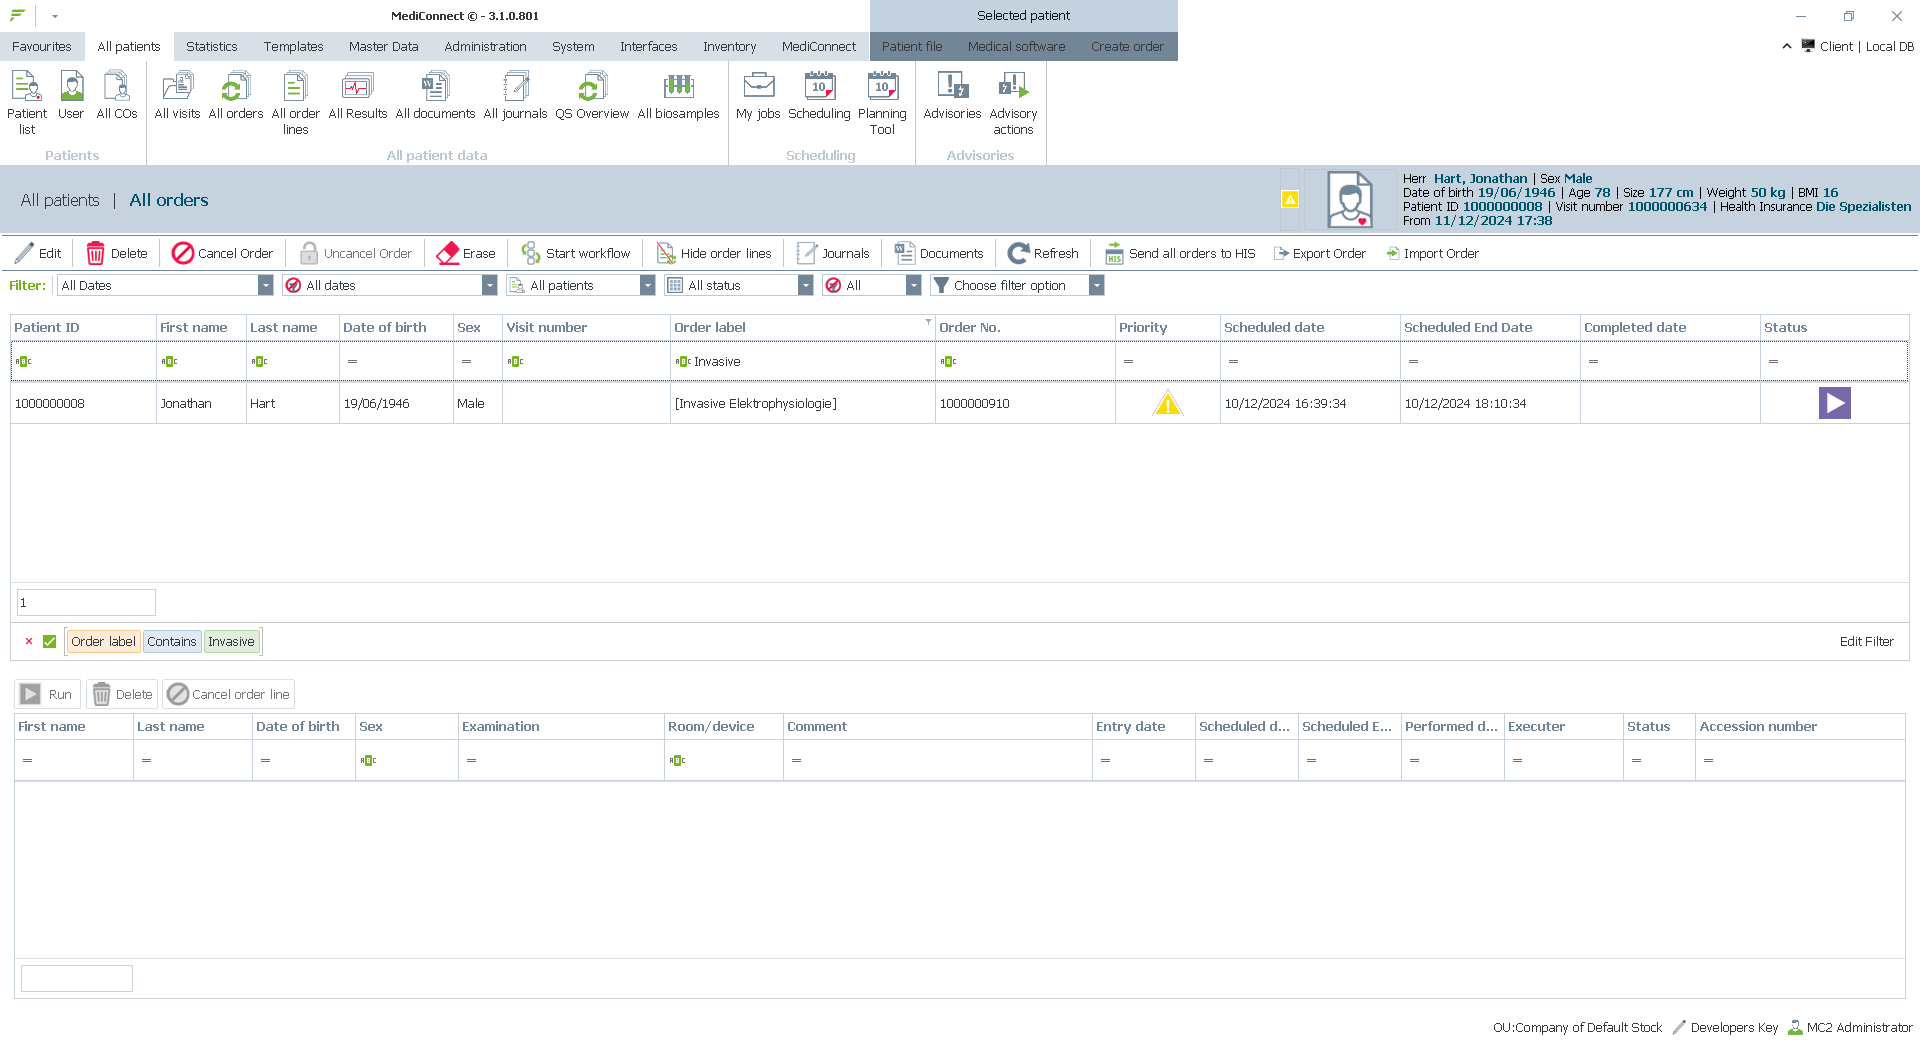 MediConnect © - 3.1.0.801
Selected patient
Favourites All patients Statistics Templates Master Data Administration System Interfaces Inventory MediConnect Patient file Medical software Create order
Client | Local DB
Patient list User All COs All visits All orders All order lines All Results All documents All journals QS Overview All biosamples My jobs Scheduling Planning Tool Advisories Advisory actions
Patients All patient data Scheduling Advisories
All patients | All orders
Herr Hart, Jonathan | Sex Male
Date of birth 19/06/1946 | Age 78 | Size 177 cm | Weight 50 kg | BMI 16
Patient ID 1000000008 | Visit number 1000000634 | Health Insurance Die Spezialisten
From 11/12/2024 17:38
Edit Delete Cancel Order Uncancel Order Erase Start workflow Hide order lines Journals Documents Refresh Send all orders to HIS Export Order Import Order
Filter: All Dates All dates All patients All status All Choose filter option
Patient ID First name Last name Date of birth Sex Visit number Order label Order No. Priority Scheduled date Scheduled End Date Completed date Status
ABC ABC ABC = = ABC ABC Invasive ABC = = = = =
1000000008 Jonathan Hart 19/06/1946 Male [Invasive Elektrophysiologie] 1000000910 10/12/2024 16:39:34 10/12/2024 18:10:34
1
Order label Contains Invasive Edit Filter
Run Delete Cancel order line
First name Last name Date of birth Sex Examination Room/device Comment Entry date Scheduled d... Scheduled E... Performed d... Executer Status Accession number
= = = ABC = ABC = = = = = = = =
OU:Company of Default Stock Developers Key MC2 Administrator